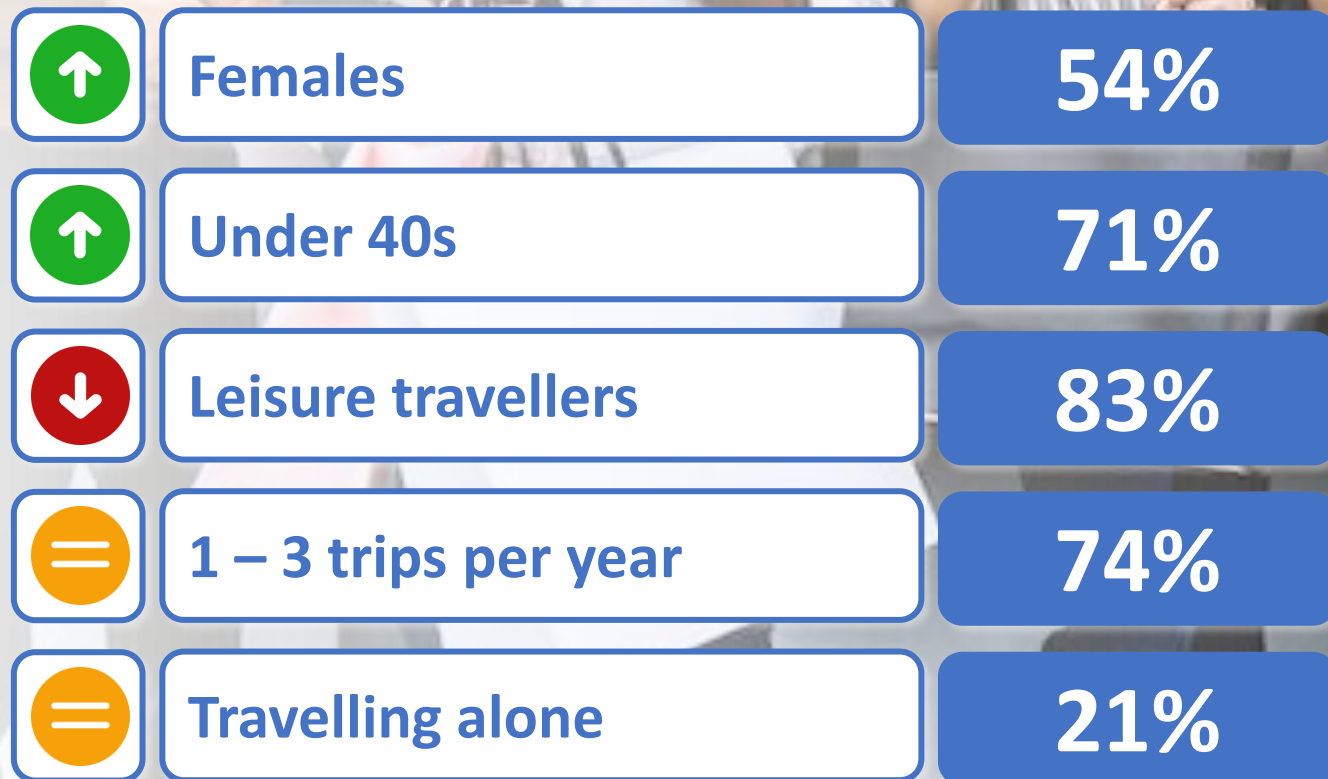 Females
54%
Under 40s
71%
Leisure travellers
83%
1 – 3 trips per year
74%
Travelling alone
21%